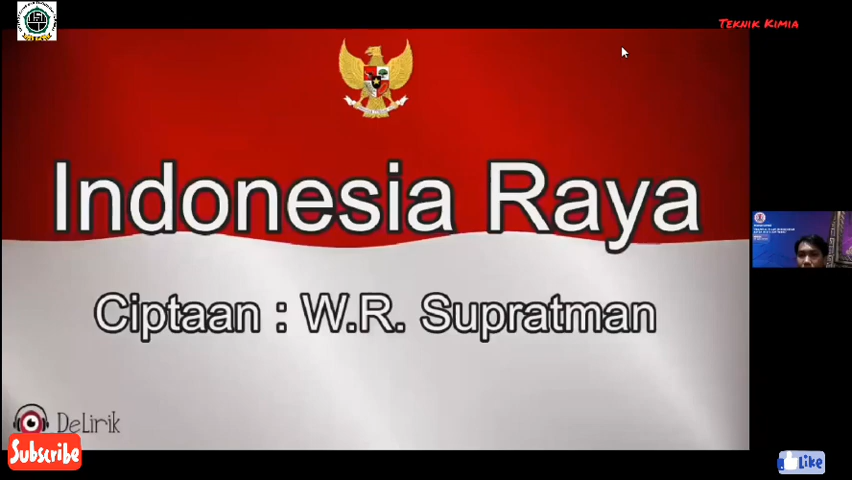 Teknik Kimia
Indonesia Raya
Ciptaan : W.R. Supratman
DeLirik
Subscribe
Like